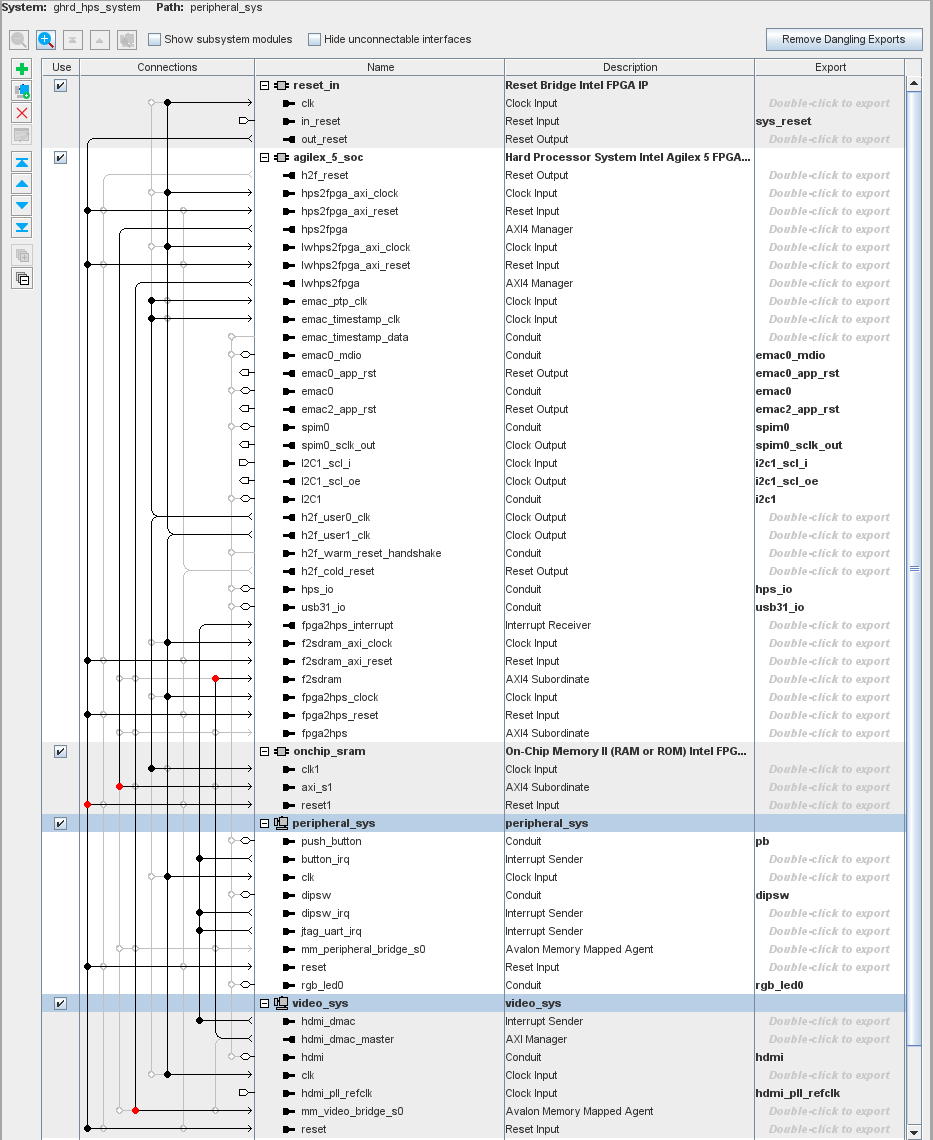 System: ghrd_hps_system Path: peripheral_sys
Show subsystem modules Hide unconnectable interfaces Remove Dangling Exports
Use Connections Name Description Export
reset_in Reset Bridge Intel FPGA IP
clk Clock Input Double-click to export
in_reset Reset Input sys_reset
out_reset Reset Output Double-click to export
agilex_5_soc Hard Processor System Intel Agilex 5 FPGA...
h2f_reset Reset Output Double-click to export
hps2fpga_axi_clock Clock Input Double-click to export
hps2fpga_axi_reset Reset Input Double-click to export
hps2fpga AXI4 Manager Double-click to export
lwhps2fpga_axi_clock Clock Input Double-click to export
lwhps2fpga_axi_reset Reset Input Double-click to export
lwhps2fpga AXI4 Manager Double-click to export
emac_ptp_clk Clock Input Double-click to export
emac_timestamp_clk Clock Input Double-click to export
emac_timestamp_data Conduit Double-click to export
emac0_mdio Conduit emac0_mdio
emac0_app_rst Reset Output emac0_app_rst
emac0 Conduit emac0
emac2_app_rst Reset Output emac2_app_rst
spim0 Conduit spim0
spim0_sclk_out Clock Output spim0_sclk_out
I2C1_scl_i Clock Input i2c1_scl_i
I2C1_scl_oe Clock Output i2c1_scl_oe
I2C1 Conduit i2c1
h2f_user0_clk Clock Output Double-click to export
h2f_user1_clk Clock Output Double-click to export
h2f_warm_reset_handshake Conduit Double-click to export
h2f_cold_reset Reset Output Double-click to export
hps_io Conduit hps_io
usb31_io Conduit usb31_io
fpga2hps_interrupt Interrupt Receiver Double-click to export
f2sdram_axi_clock Clock Input Double-click to export
f2sdram_axi_reset Reset Input Double-click to export
f2sdram AXI4 Subordinate Double-click to export
fpga2hps_clock Clock Input Double-click to export
fpga2hps_reset Reset Input Double-click to export
fpga2hps AXI4 Subordinate Double-click to export
onchip_sram On-Chip Memory II (RAM or ROM) Intel FPG...
clk1 Clock Input Double-click to export
axi_s1 AXI4 Subordinate Double-click to export
reset1 Reset Input Double-click to export
peripheral_sys peripheral_sys
push_button Conduit pb
button_irq Interrupt Sender Double-click to export
clk Clock Input Double-click to export
dipsw Conduit dipsw
dipsw_irq Interrupt Sender Double-click to export
jtag_uart_irq Interrupt Sender Double-click to export
mm_peripheral_bridge_s0 Avalon Memory Mapped Agent Double-click to export
reset Reset Input Double-click to export
rgb_led0 Conduit rgb_led0
video_sys video_sys
hdmi_dmac Interrupt Sender Double-click to export
hdmi_dmac_master AXI Manager Double-click to export
hdmi Conduit hdmi
clk Clock Input Double-click to export
hdmi_pll_refclk Clock Input hdmi_pll_refclk
mm_video_bridge_s0 Avalon Memory Mapped Agent Double-click to export
reset Reset Input Double-click to export